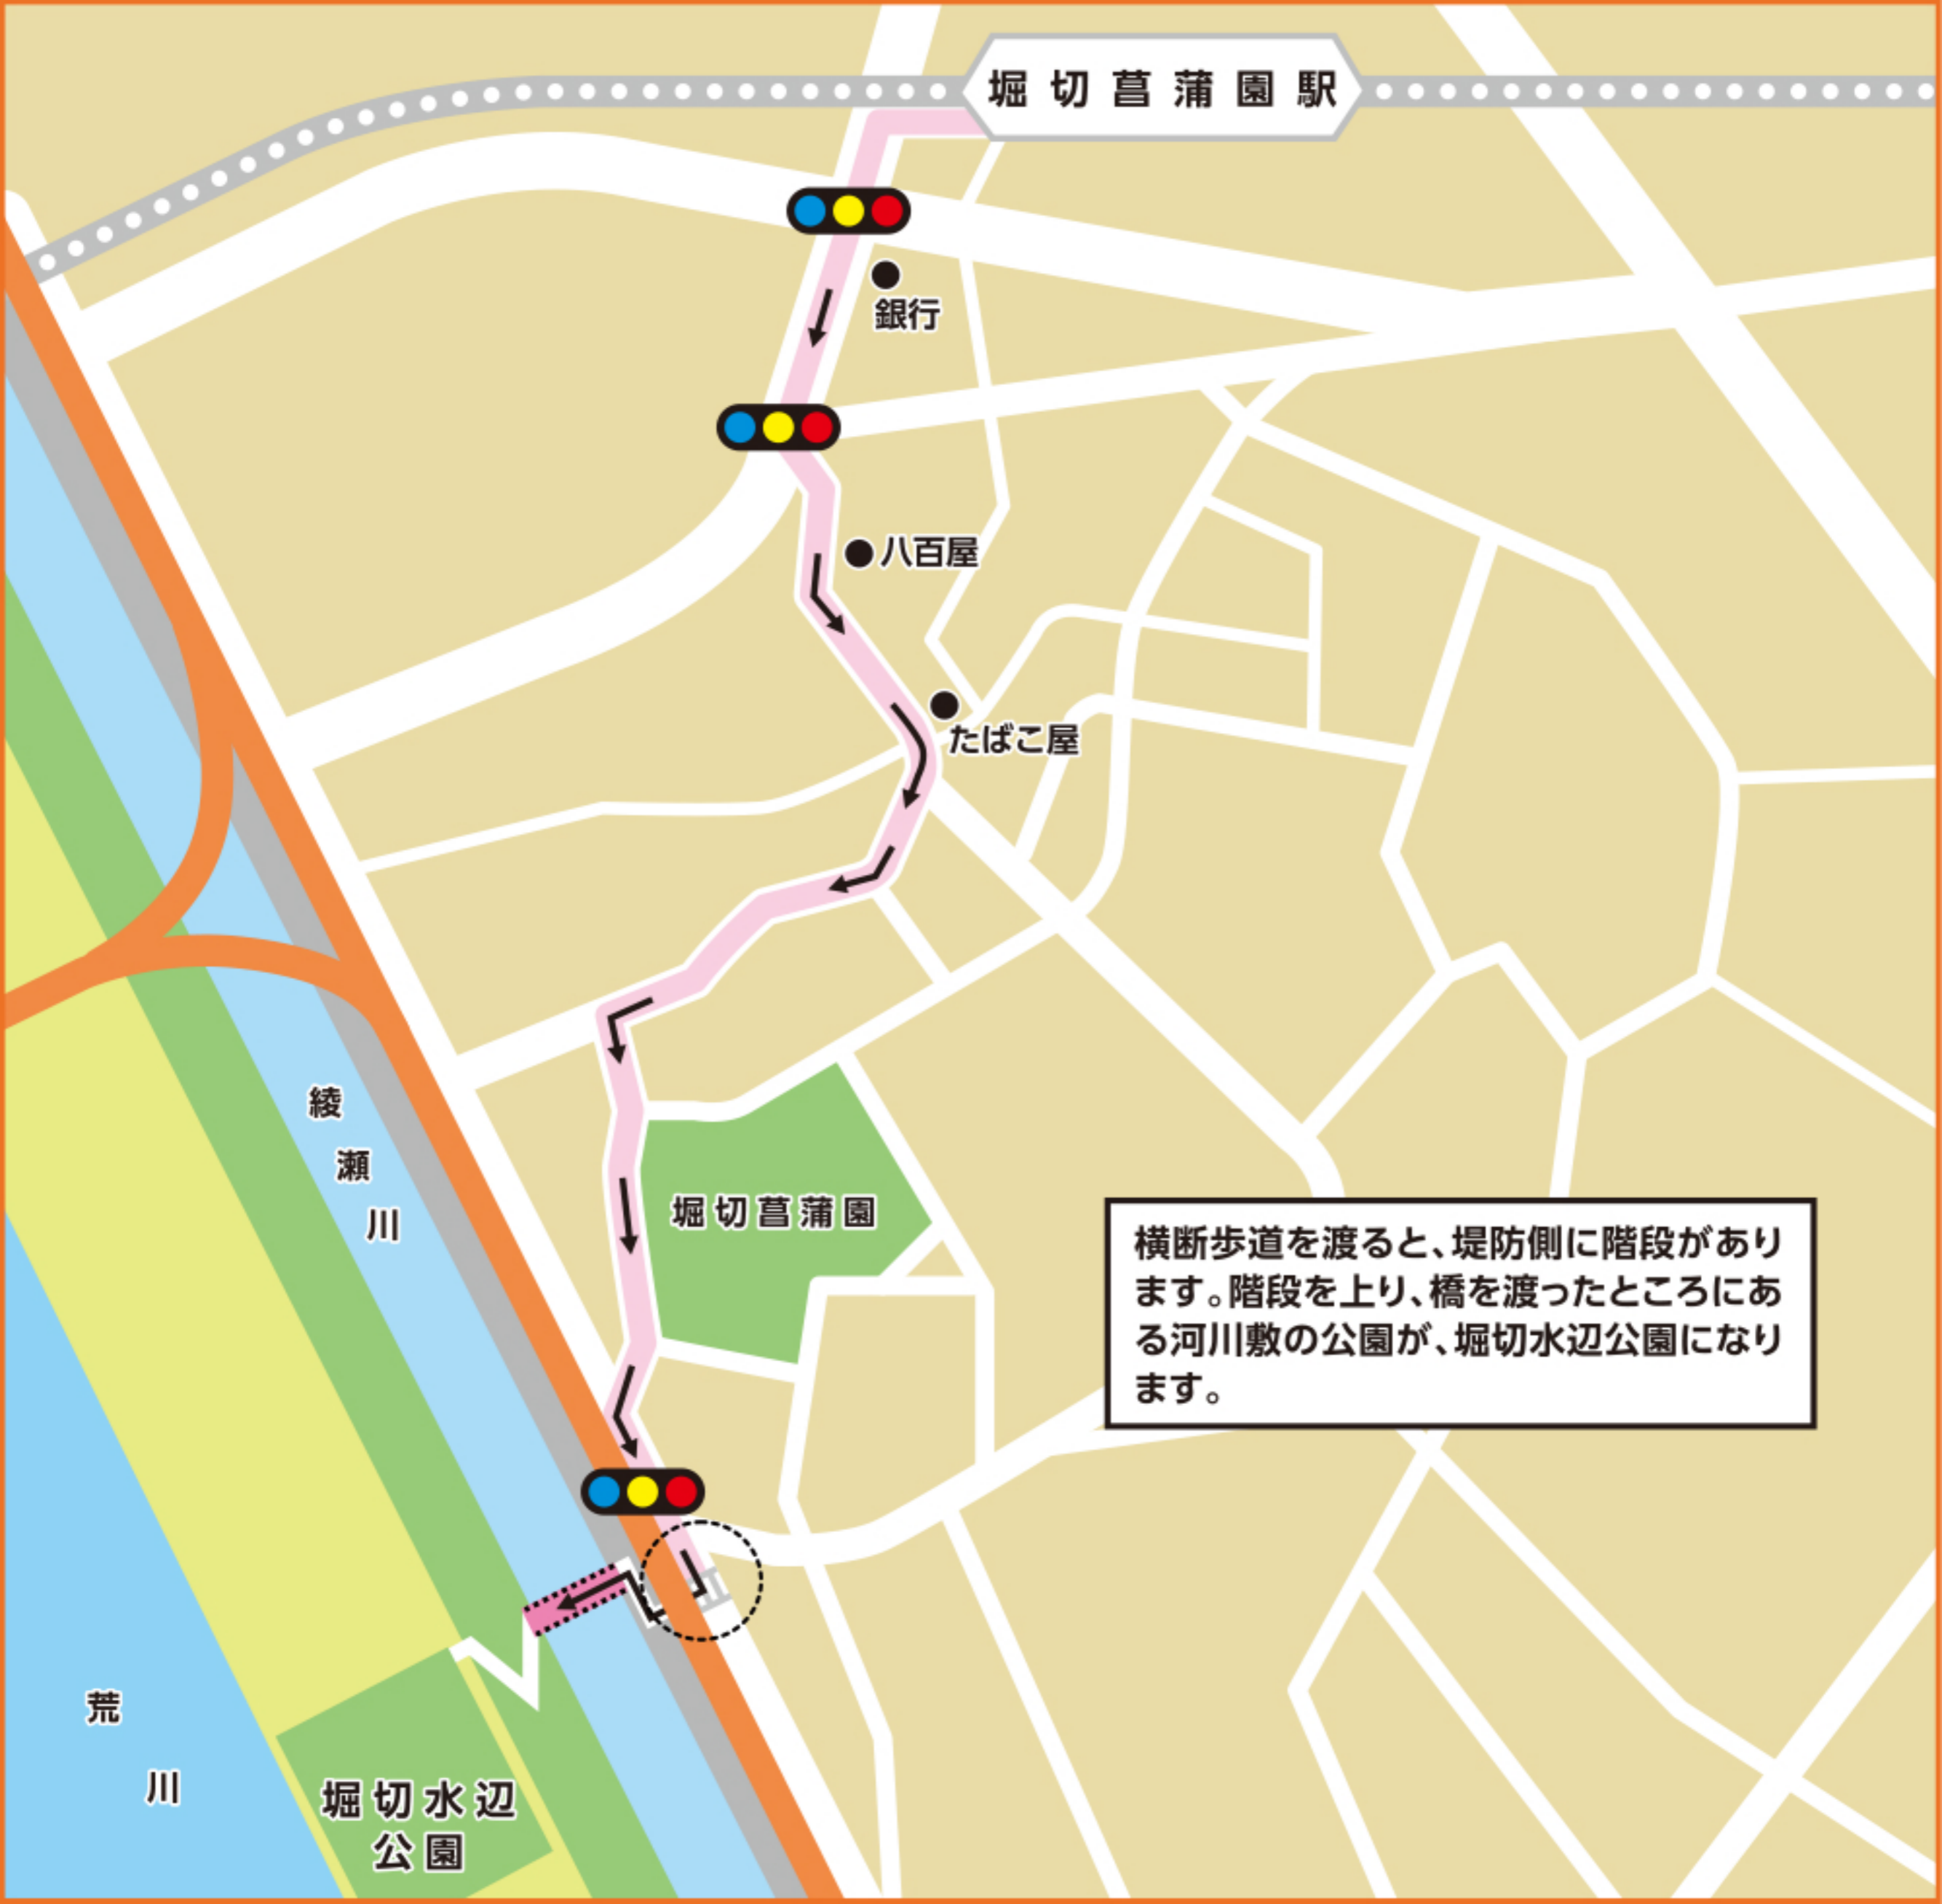 堀切菖蒲園駅
銀行
八百屋
たばこ屋
綾瀬川
堀切菖蒲園
横断歩道を渡ると、堤防側に階段があり
ます。階段を上り、橋を渡ったところにあ
る河川敷の公園が、堀切水辺公園になり
ます。
荒川
堀切水辺
公園